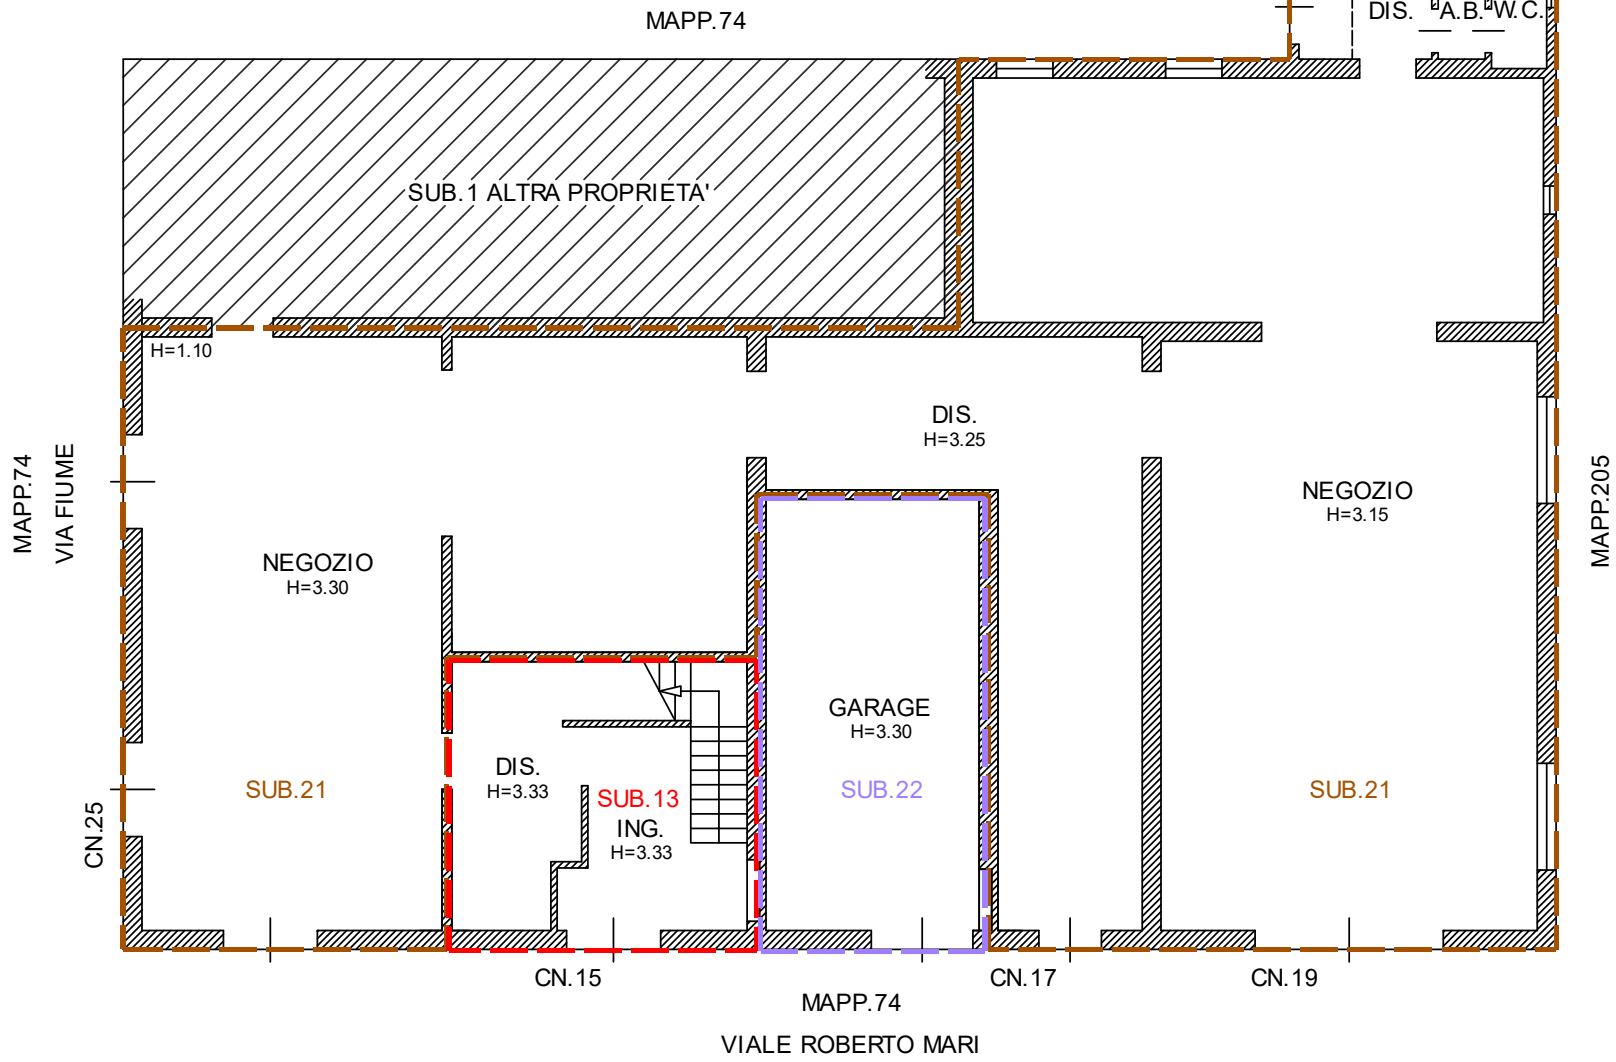 MAPP.74
DIS.
A.B.
W.C.
SUB.1 ALTRA PROPRIETA'
H=1.10
DIS.
H=3.25
MAPP.74
VIA FIUME
NEGOZIO
H=3.30
NEGOZIO
H=3.15
MAPP.205
GARAGE
H=3.30
DIS.
H=3.33
SUB.21
SUB.13
ING.
H=3.33
SUB.22
SUB.21
CN.25
CN.15
CN.17
CN.19
MAPP.74
VIALE ROBERTO MARI